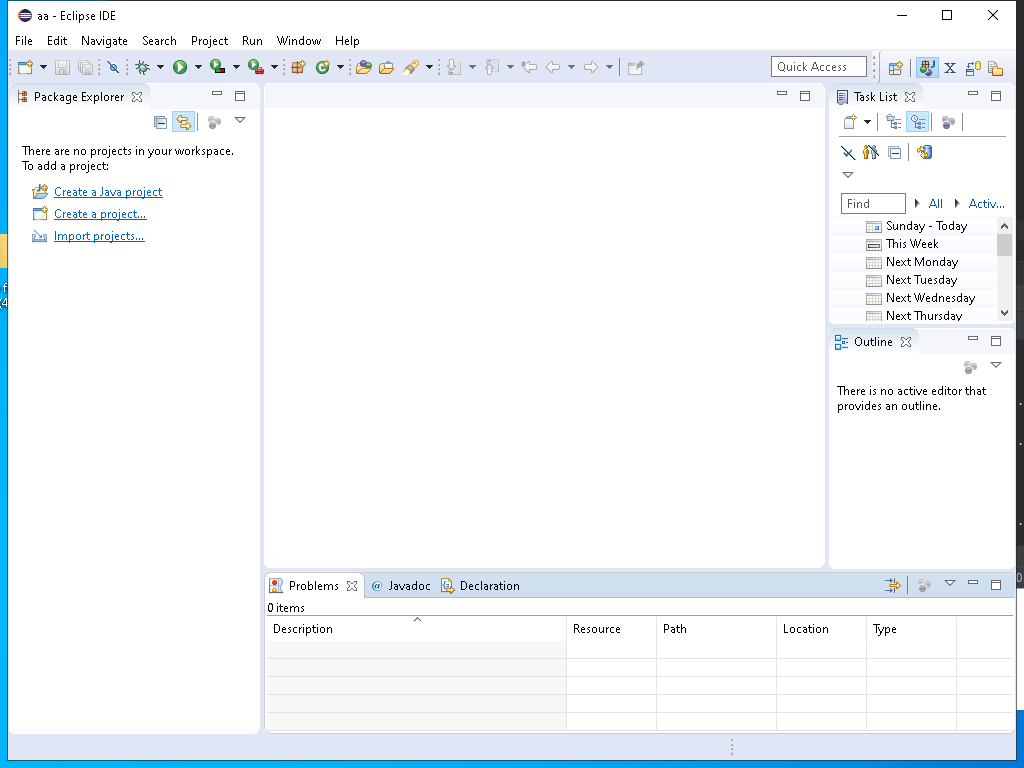 aa - Eclipse IDE
File Edit Navigate Search Project Run Window Help
Quick Access
Package Explorer
There are no projects in your workspace.
To add a project:
Create a Java project
Create a project...
Import projects...
Task List
Find All Activ...
Sunday - Today
This Week
Next Monday
Next Tuesday
Next Wednesday
Next Thursday
Outline
There is no active editor that
provides an outline.
Problems @ Javadoc Declaration
0 items
Description Resource Path Location Type